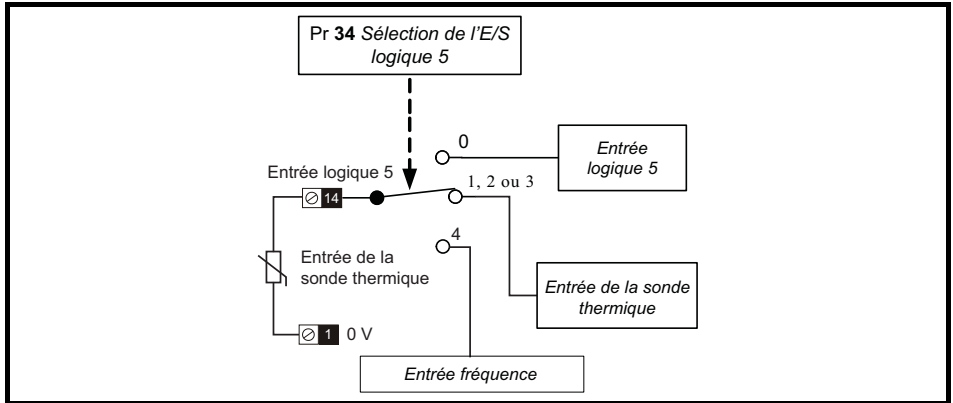 Pr 34 Sélection de l'E/S
logique 5
0
Entrée
logique 5
Entrée logique 5
1, 2 ou 3
14
4
Entrée de la
sonde thermique
Entrée de la sonde
thermique
1 0 V
Entrée fréquence